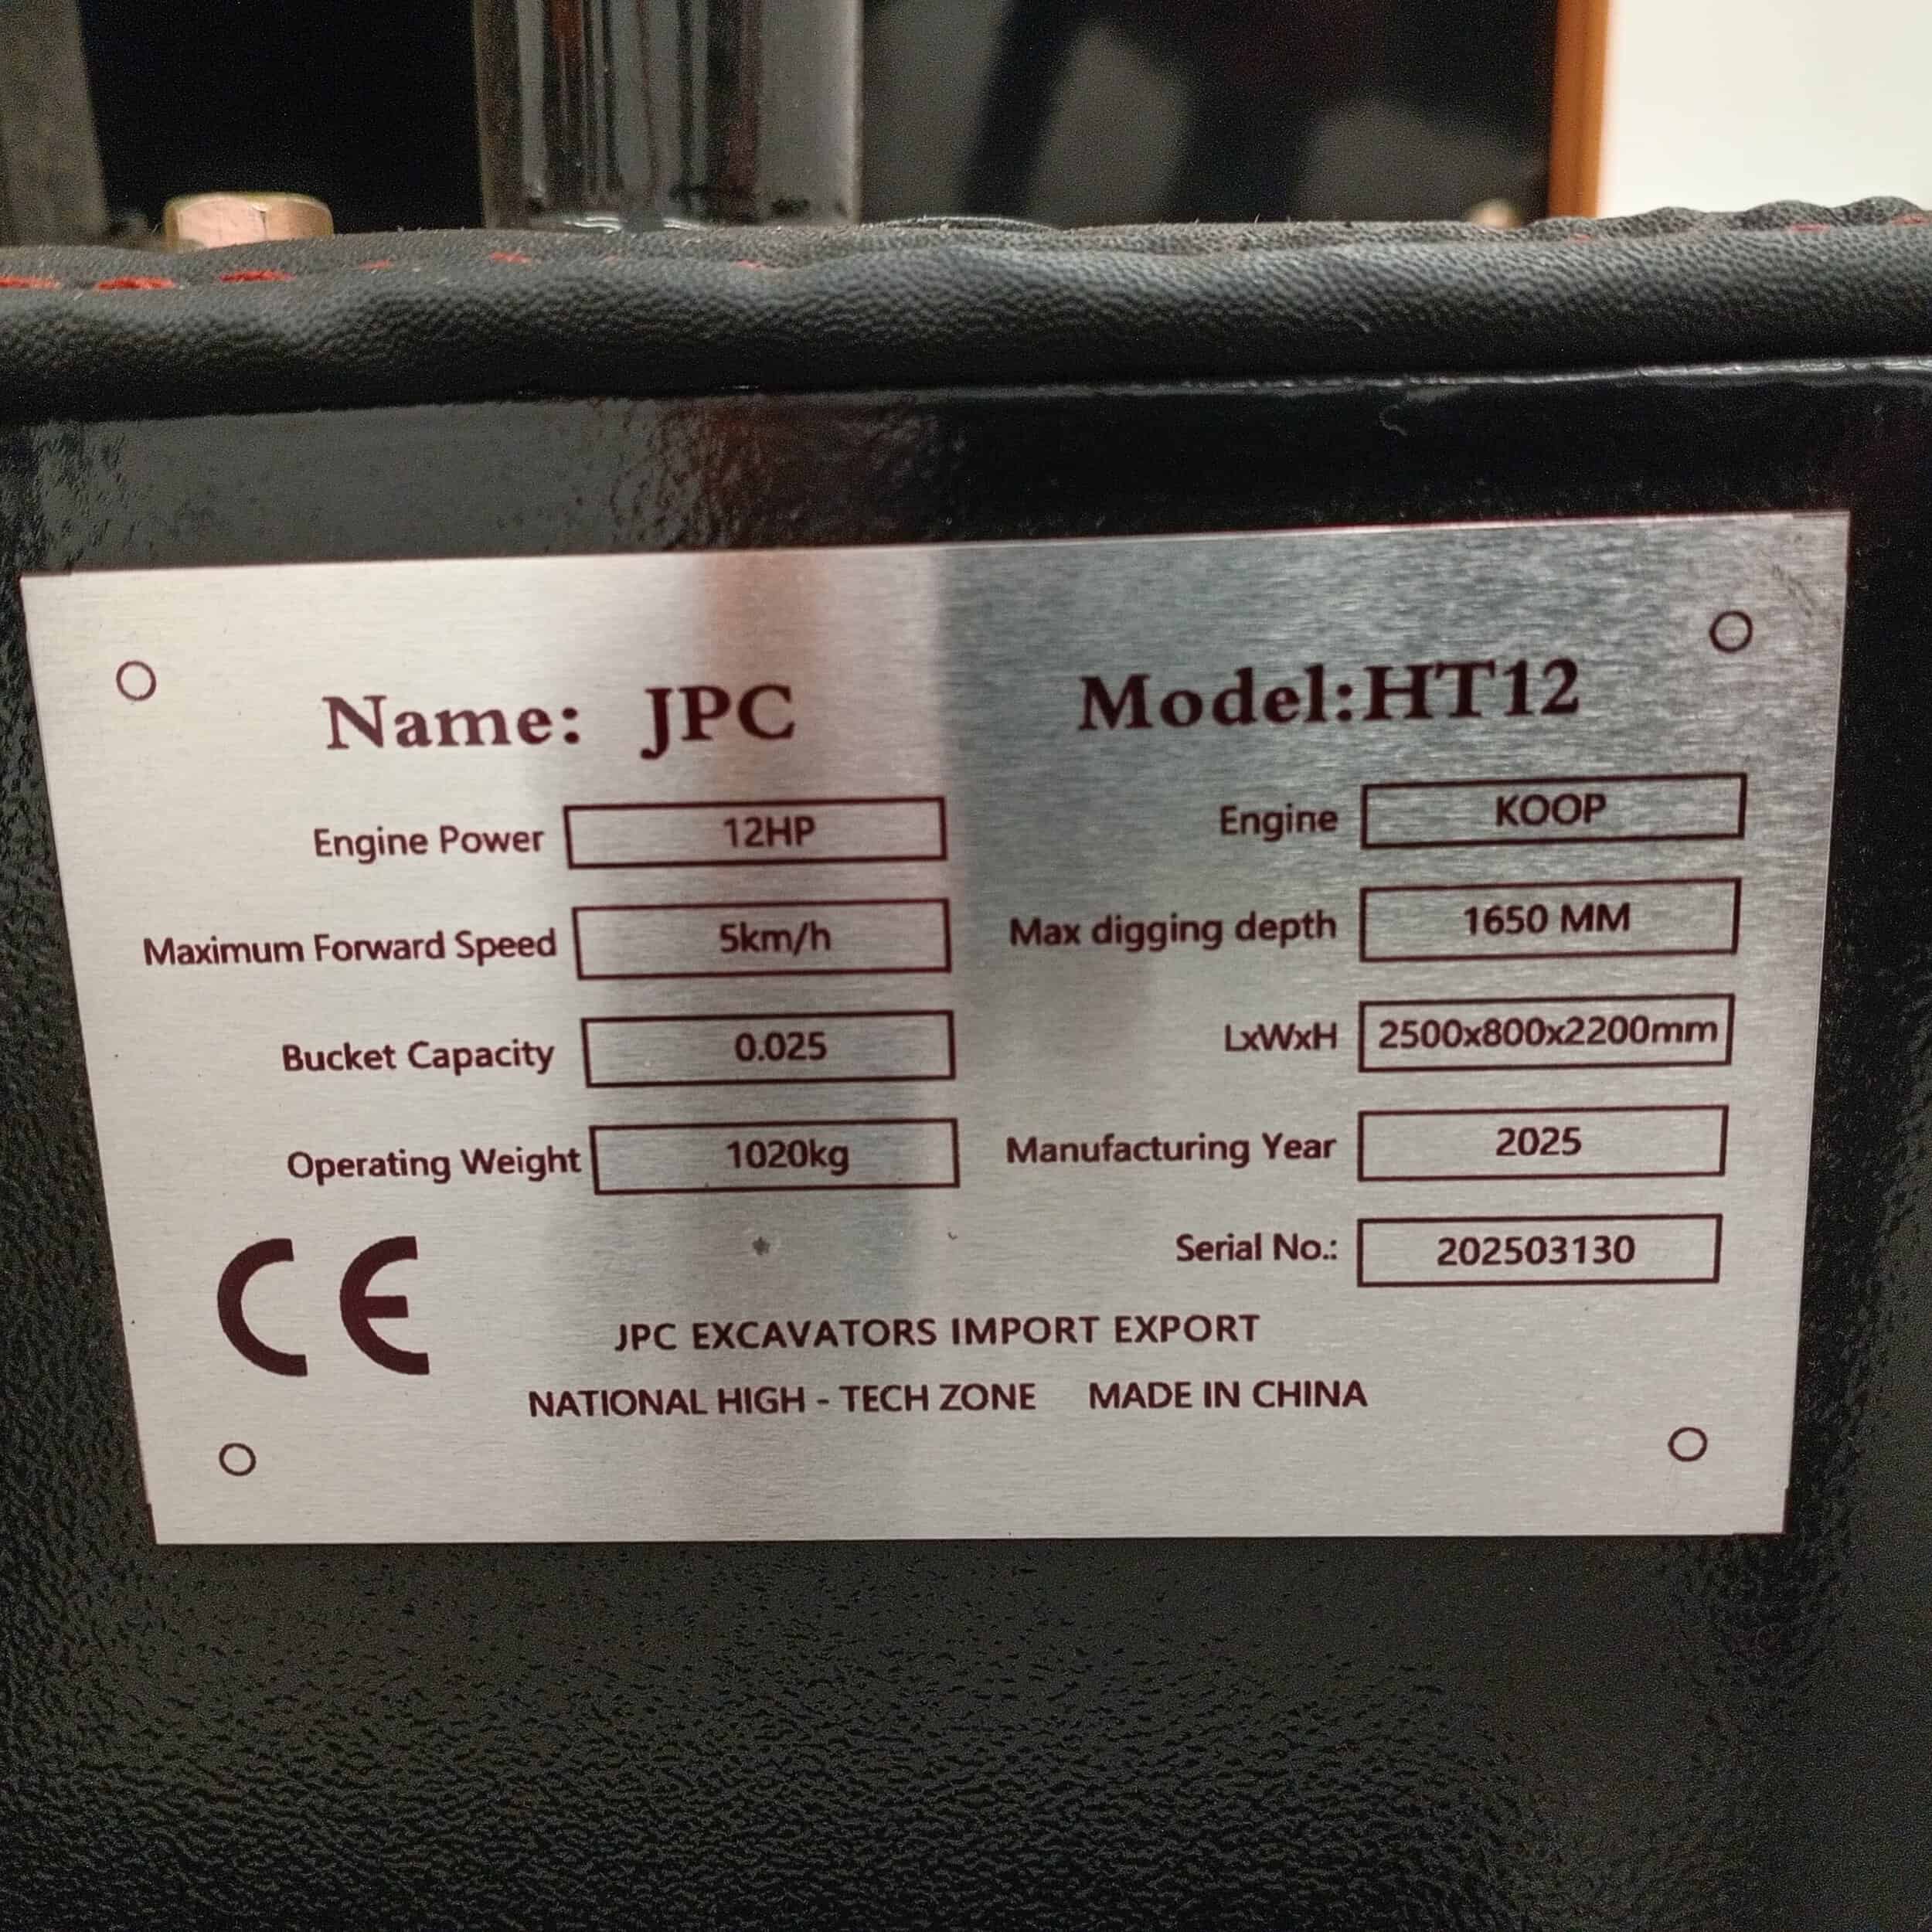 Name: JPC Model:HT12
Engine Power 12HP Engine KOOP
Maximum Forward Speed 5km/h Max digging depth 1650 MM
Bucket Capacity 0.025 LxWxH 2500x800x2200mm
Operating Weight 1020kg Manufacturing Year 2025
CE Serial No.: 202503130
JPC EXCAVATORS IMPORT EXPORT
NATIONAL HIGH - TECH ZONE MADE IN CHINA